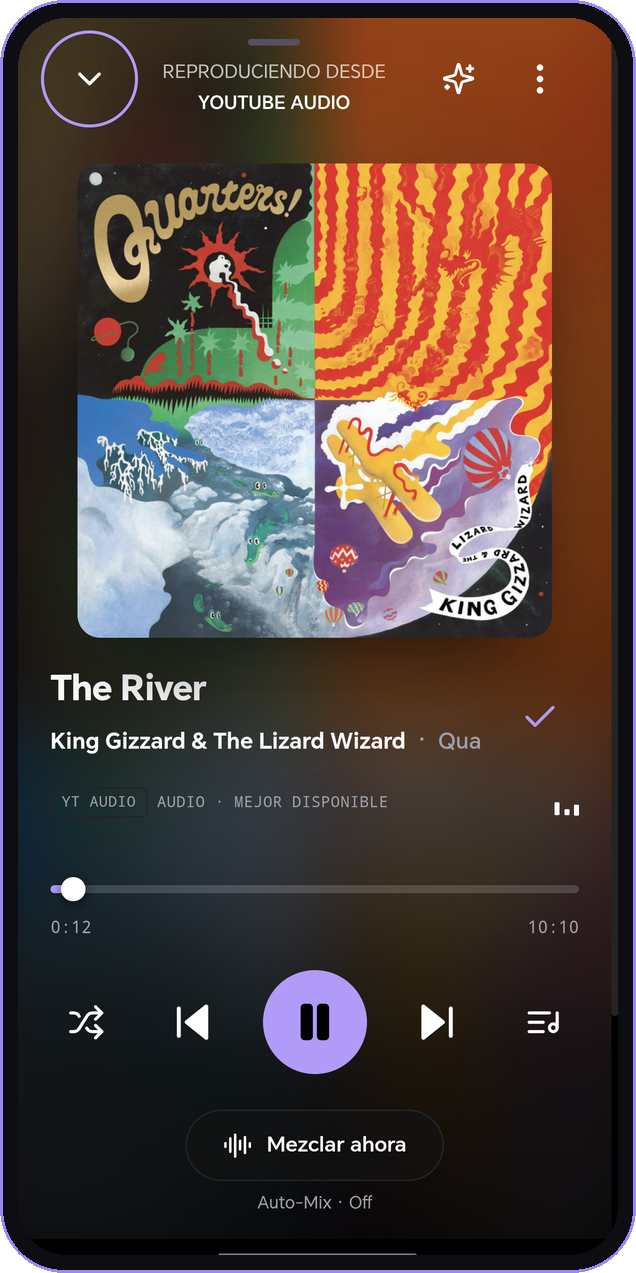 REPRODUCIENDO DESDE
YOUTUBE AUDIO
Quarters!
LIZARD WIZARD
KING GIZZARD & THE
The River
King Gizzard & The Lizard Wizard · Qua
YT AUDIO AUDIO · MEJOR DISPONIBLE
0:12 10:10
Mezclar ahora
Auto-Mix · Off